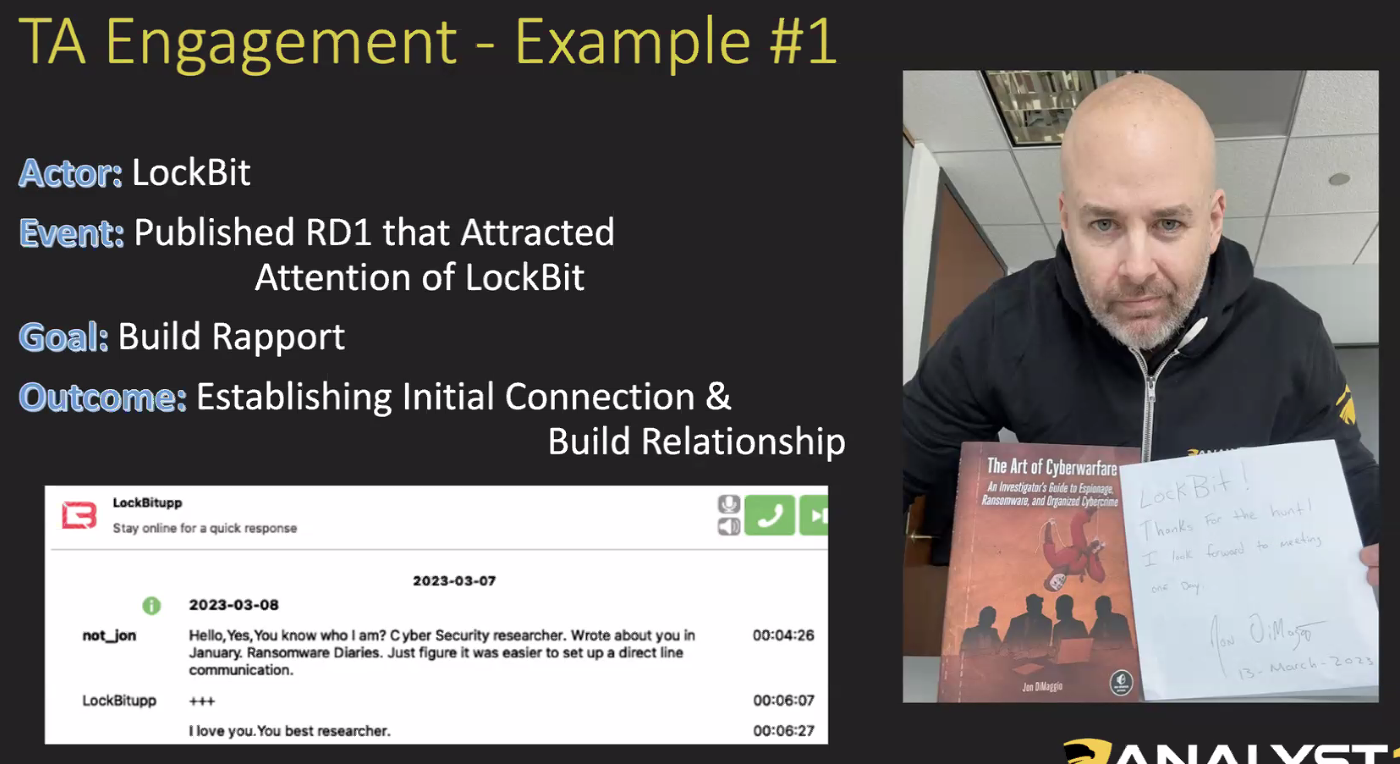 TA Engagement - Example #1
Actor: LockBit
Event: Published RD1 that Attracted
Attention of LockBit
Goal: Build Rapport
Outcome: Establishing Initial Connection &
Build Relationship
LockBitupp
Stay online for a quick response
2023-03-07
2023-03-08
not_jon Hello,Yes,You know who I am? Cyber Security researcher. Wrote about you in 00:04:26
January. Ransomware Diaries. Just figure it was easier to set up a direct line
communication.
LockBitupp +++ 00:06:07
I love you.You best researcher. 00:06:27
The Art of Cyberwarfare
An Investigator's Guide to Espionage,
Ransomware, and Organized Cybercrime
Jon DiMaggio
LockBit!
Thanks for the hunt!
I look forward to meeting
one day.
Jon DiMaggio
13-March-2023
ANALYST1